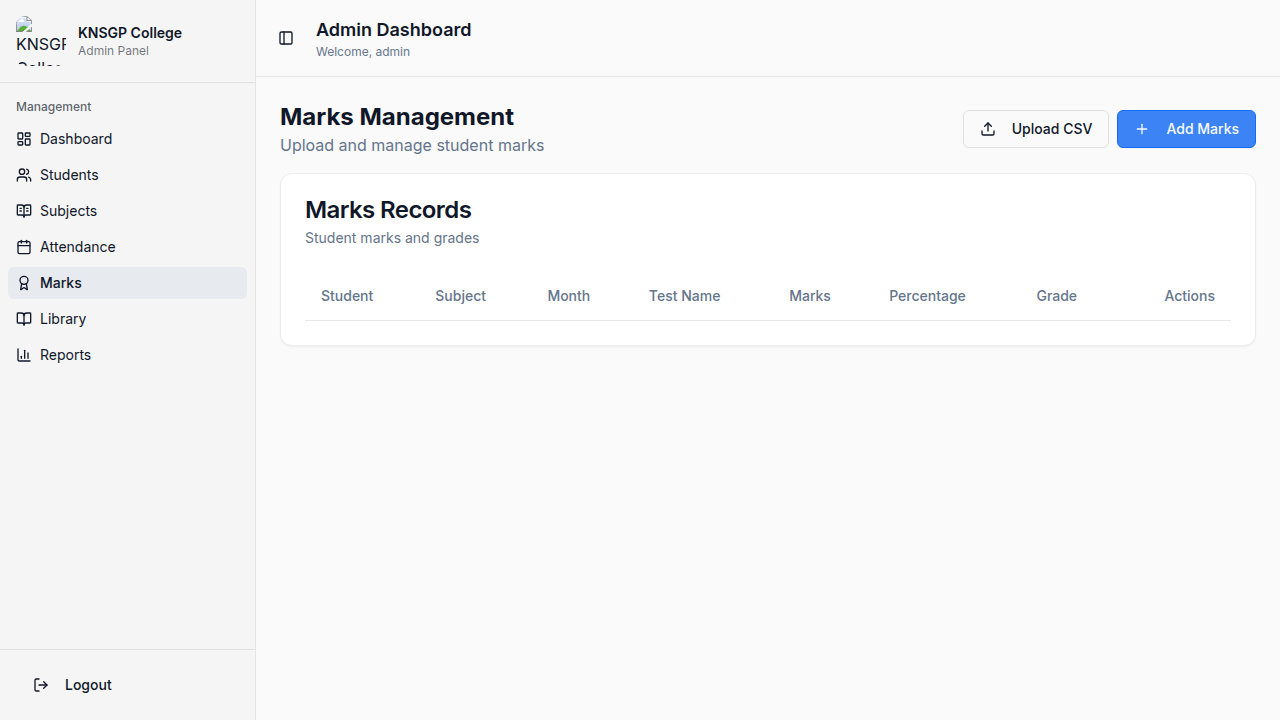 KNSGP
KNSGP College
Admin Panel
Management
Dashboard
Students
Subjects
Attendance
Marks
Library
Reports
Logout
Admin Dashboard
Welcome, admin
Marks Management
Upload and manage student marks
Upload CSV
Add Marks
Marks Records
Student marks and grades
Student Subject Month Test Name Marks Percentage Grade Actions